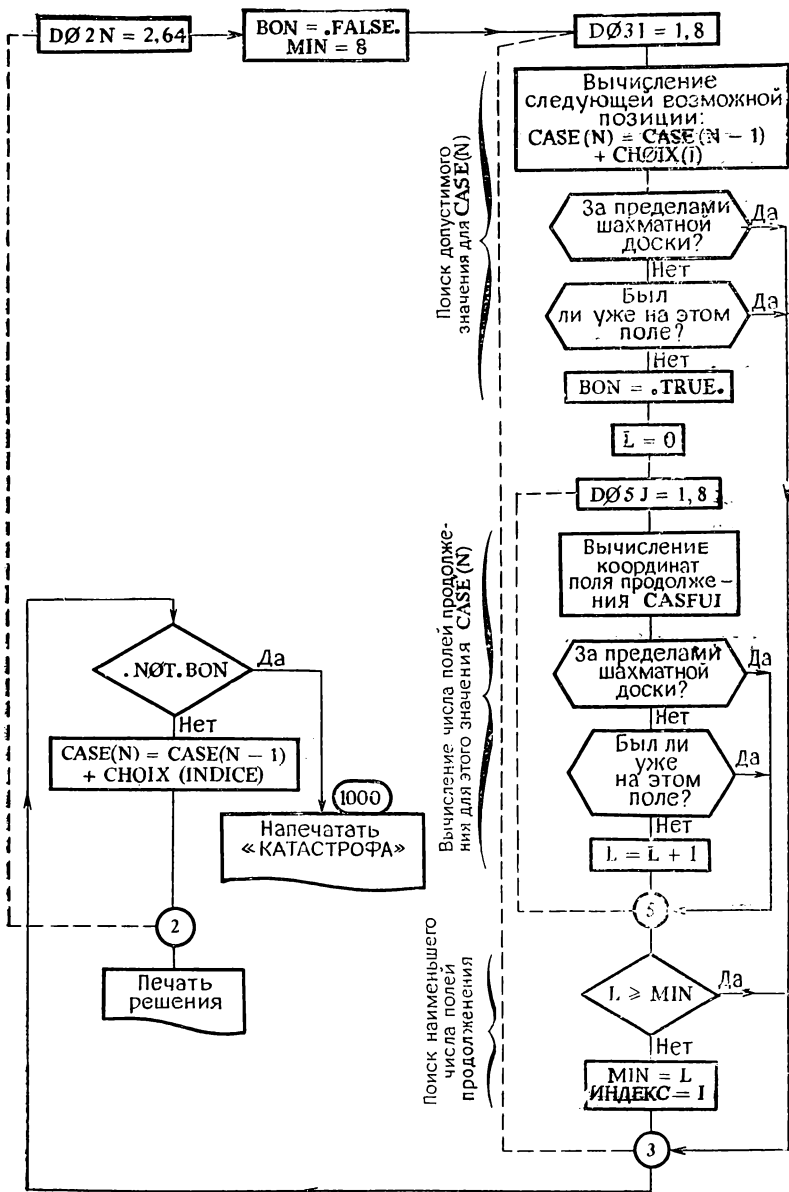 DØ 2 N = 2,64
BON = .FALSE.
MIN = 8
DØ31 = 1,8
Вычисление
следующей возможной
позиции:
CASE (N) = CASE (N − 1)
+ CHØIX(i)
Поиск допустимого
значения для CASE(N)
За пределами
шахматной
доски?
Да
Нет
Был
ли уже на этом
поле?
Да
Нет
BON = .TRUE.
L = 0
DØ5 J = 1,8
Вычисление числа полей продолже-
ния для этого значения CASE (N)
Вычисление
координат
поля продолже-
ния CASFUI
За пределами
шахматной
доски?
Да
Нет
Был ли
уже
на этом
поле?
Да
Нет
L = L + 1
5
. NØT. BON
Да
Нет
CASE(N) = CASE(N − 1)
+ CHOIX (INDICE)
1000
Напечатать
«КАТАСТРОФА»
2
Печать
решения
Поиск наименьшего
числа полей
продолженения
L ⩾ MIN
Да
Нет
MIN = L
ИНДЕКС = I
3